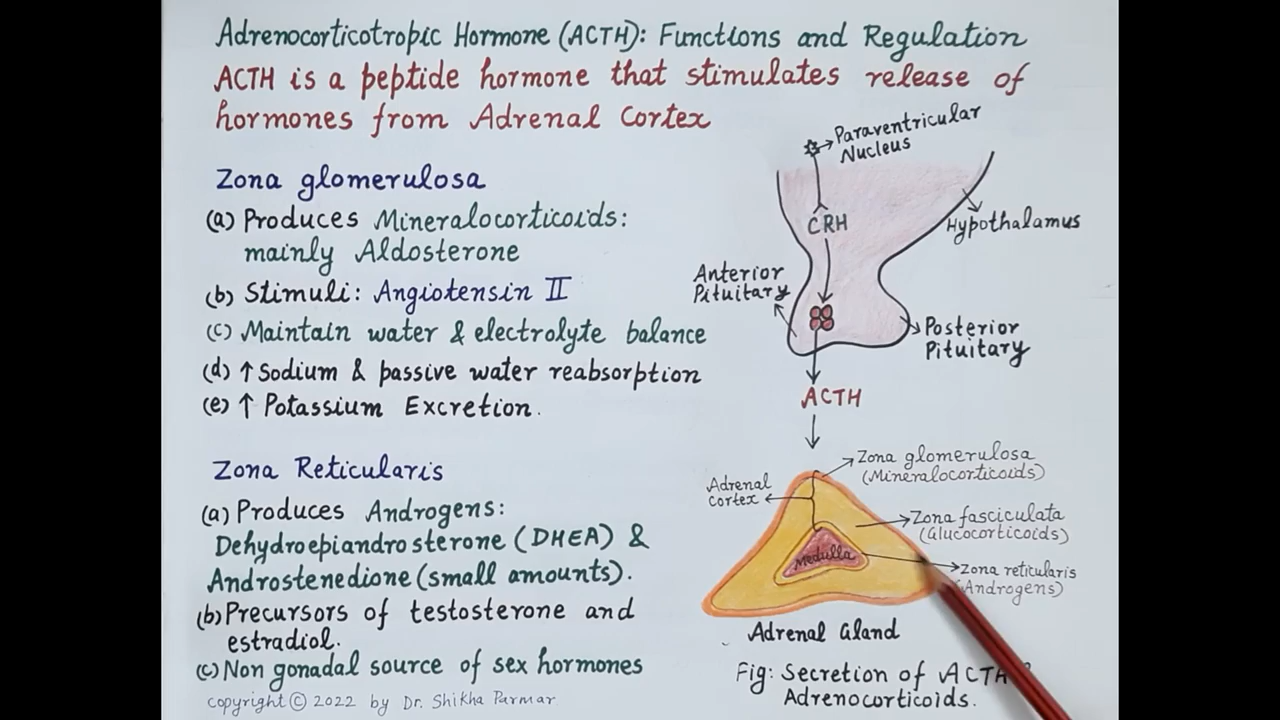 Adrenocorticotropic Hormone (ACTH): Functions and Regulation
ACTH is a peptide hormone that stimulates release of
hormones from Adrenal Cortex
Zona glomerulosa
(a) Produces Mineralocorticoids:
mainly Aldosterone
(b) Stimuli: Angiotensin II
(c) Maintain water & electrolyte balance
(d) ↑ Sodium & passive water reabsorption
(e) ↑ Potassium Excretion.
Zona Reticularis
(a) Produces Androgens:
Dehydroepiandrosterone (DHEA) &
Androstenedione (small amounts).
(b) Precursors of testosterone and
estradiol.
(c) Non gonadal source of sex hormones
copyright © 2022 by Dr. Shikha Parmar
Paraventricular
Nucleus
CRH
Hypothalamus
Anterior
Pituitary
Posterior
Pituitary
ACTH
Zona glomerulosa
(Mineralocorticoids)
Adrenal
Cortex
Zona fasciculata
(Glucocorticoids)
Medulla
Zona reticularis
(Androgens)
Adrenal Gland
Fig: Secretion of ACTH
Adrenocorticoids.